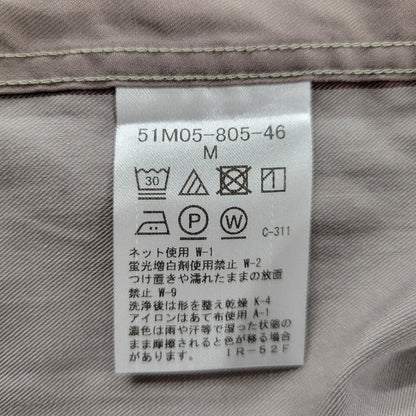 51M05-805-46
M
30
P W C-311
ネット使用 W-1
蛍光増白剤使用禁止 W-2
つけ置きや濡れたままの放置
禁止 W-9
洗浄後は形を整え乾燥 K-4
アイロンはあて布使用 A-1
濃色は雨や汗等で湿った状態の
まま摩擦されると色が移る場合
があります。 IR-52F